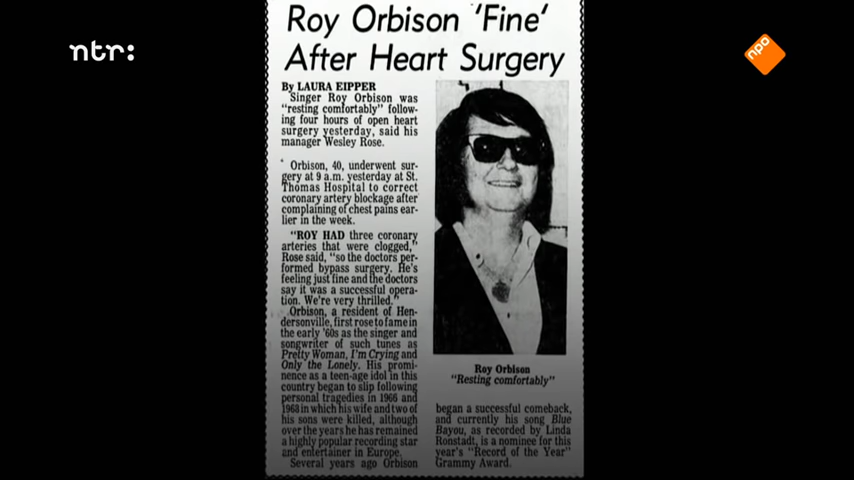 ntr:
npo
Roy Orbison 'Fine'
After Heart Surgery
By LAURA EIPPER
Singer Roy Orbison was
"resting comfortably" follow-
ing four hours of open heart
surgery yesterday, said his
manager Wesley Rose.
Orbison, 40, underwent sur-
gery at 9 a.m. yesterday at St.
Thomas Hospital to correct
coronary artery blockage after
complaining of chest pains ear-
lier in the week.
"ROY HAD three coronary
arteries that were clogged,"
Rose said, "so the doctors per-
formed bypass surgery. He's
feeling just fine and the doctors
say it was a successful opera-
tion. We're very thrilled."
Orbison, a resident of Hen-
dersonville, first rose to fame in
the early '60s as the singer and
songwriter of such tunes as
Pretty Woman, I'm Crying and
Only the Lonely. His promi-
nence as a teen-age idol in this
country began to slip following
personal tragedies in 1966 and
1968 in which his wife and two of
his sons were killed, although
over the years he has remained
a highly popular recording star
and entertainer in Europe.
Several years ago Orbison
Roy Orbison
"Resting comfortably"
began a successful comeback,
and currently his song Blue
Bayou, as recorded by Linda
Ronstadt, is a nominee for this
year's "Record of the Year"
Grammy Award.